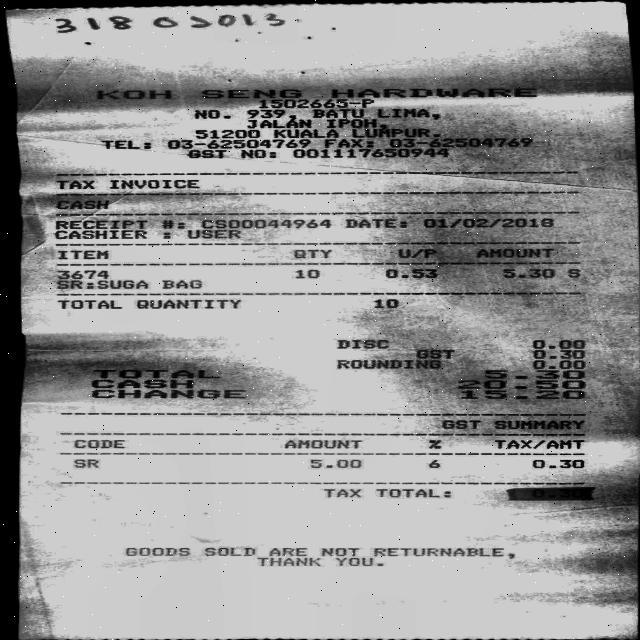 KOH SENG HARDWARE
1502665-P
NO. 939, BATU LIMA,
JALAN IPOH,
51200 KUALA LUMPUR.
TEL: 03-62504769 FAX: 03-62504769
GST NO: 001117650944
TAX INVOICE
CASH
RECEIPT #: CS00044964 DATE: 01/02/2018
CASHIER : USER
ITEM QTY U/P AMOUNT
3674 10 0.53 5.30 S
SR:SUGA BAG
TOTAL QUANTITY 10
DISC 0.00
GST 0.30
ROUNDING 0.00
TOTAL 5.30
CASH 20.50
CHANGE 15.20
GST SUMMARY
CODE AMOUNT % TAX/AMT
SR 5.00 6 0.30
TAX TOTAL: 0.30
GOODS SOLD ARE NOT RETURNABLE,
THANK YOU.